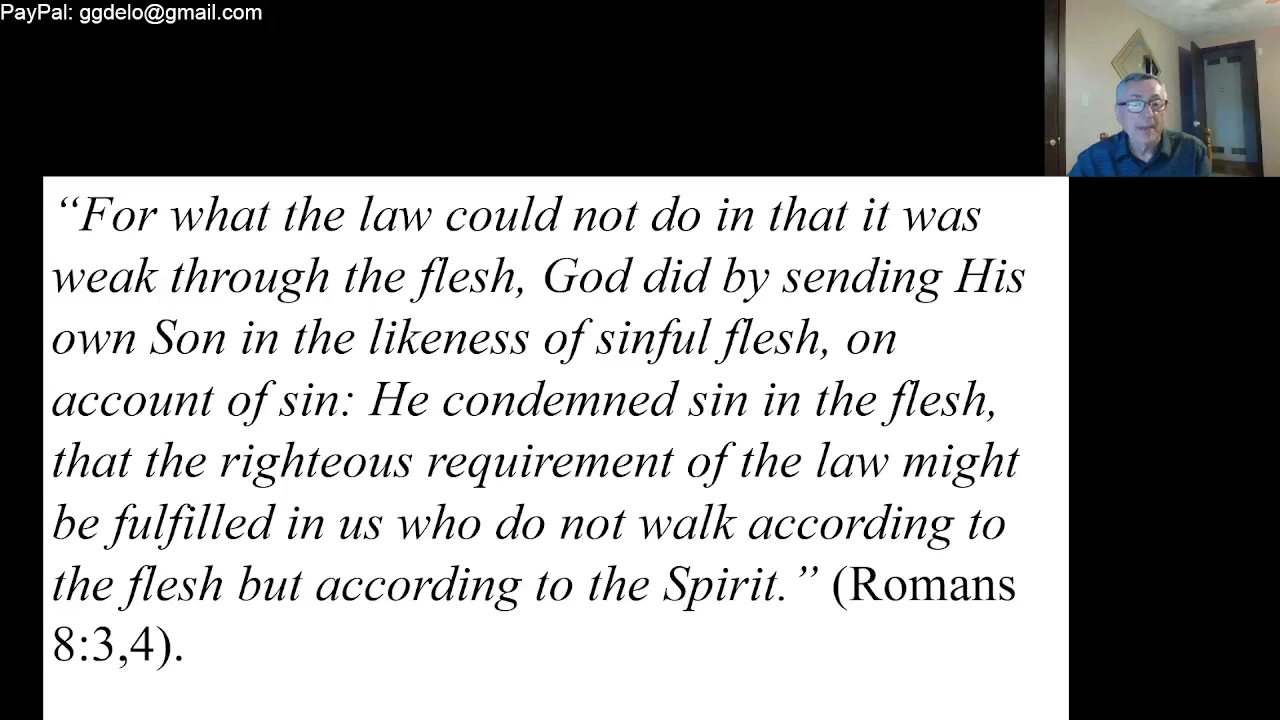 PayPal: ggdelo@gmail.com
“For what the law could not do in that it was
weak through the flesh, God did by sending His
own Son in the likeness of sinful flesh, on
account of sin: He condemned sin in the flesh,
that the righteous requirement of the law might
be fulfilled in us who do not walk according to
the flesh but according to the Spirit.” (Romans
8:3,4).